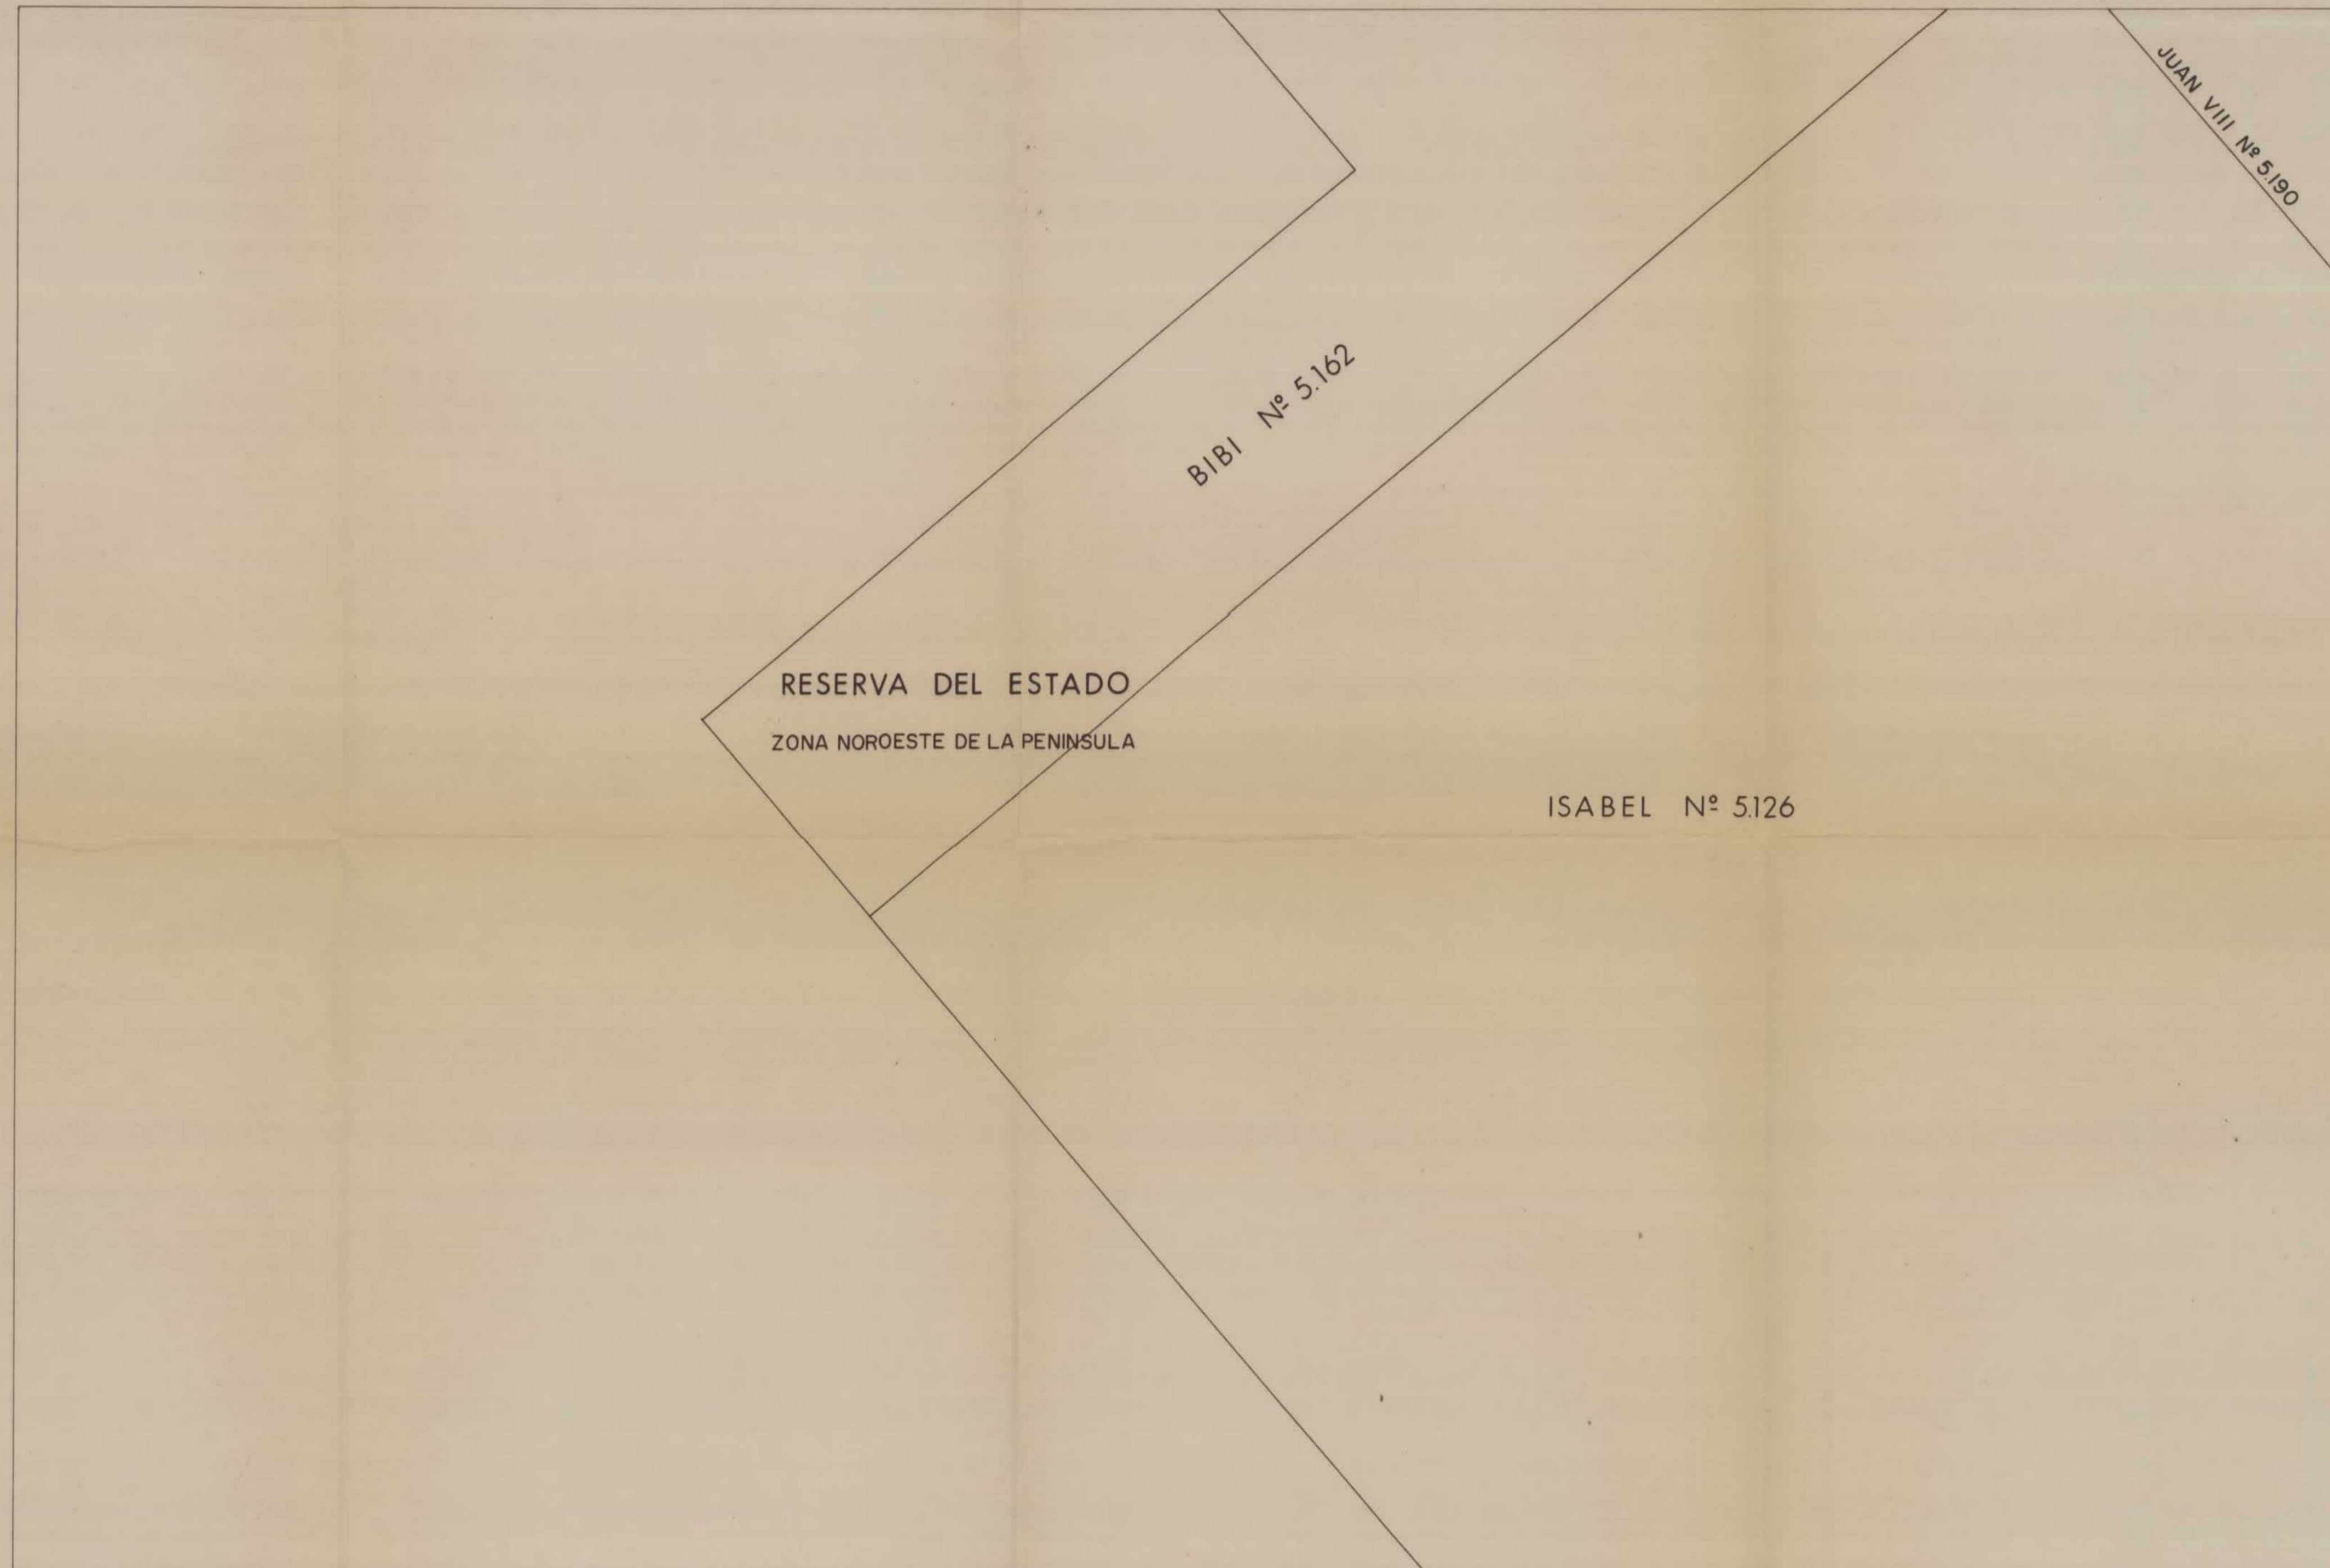 JUAN VIII Nº 5.190
BIBI Nº 5.162
RESERVA DEL ESTADO
ZONA NOROESTE DE LA PENINSULA
ISABEL Nº 5.126